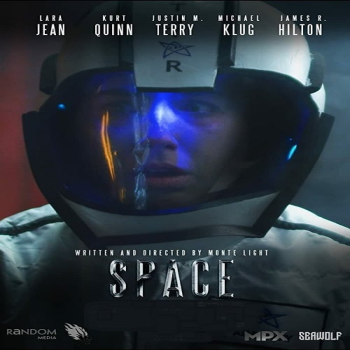 LARA JEAN
KURT QUINN
JUSTIN M. TERRY
MICHAEL KLUG
JAMES R. HILTON
T
R
WRITTEN AND DIRECTED BY MONTE LIGHT
SPACE
RANDOM MEDIA
MPX
SEAWOLF